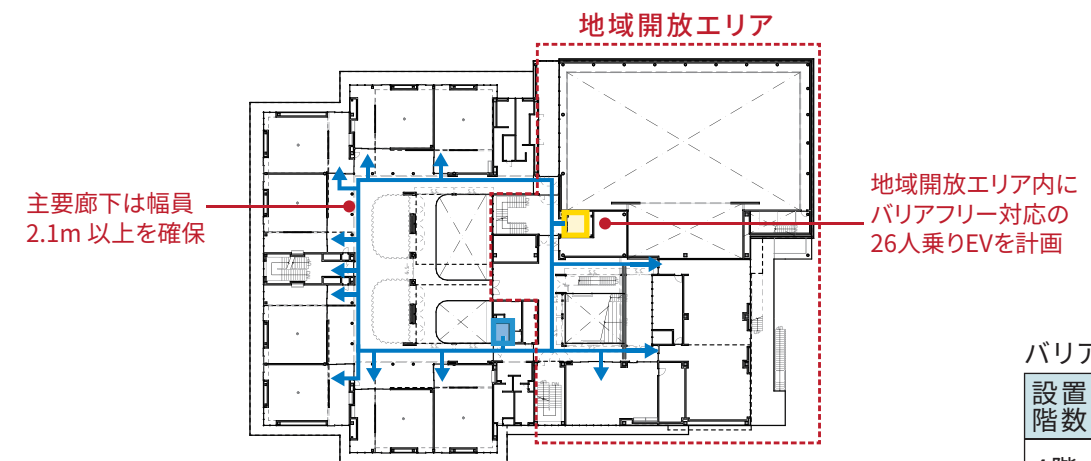 地域開放エリア
主要廊下は幅員
2.1m 以上を確保
地域開放エリア内に
バリアフリー対応の
26人乗りEVを計画
バリア
設置
階数